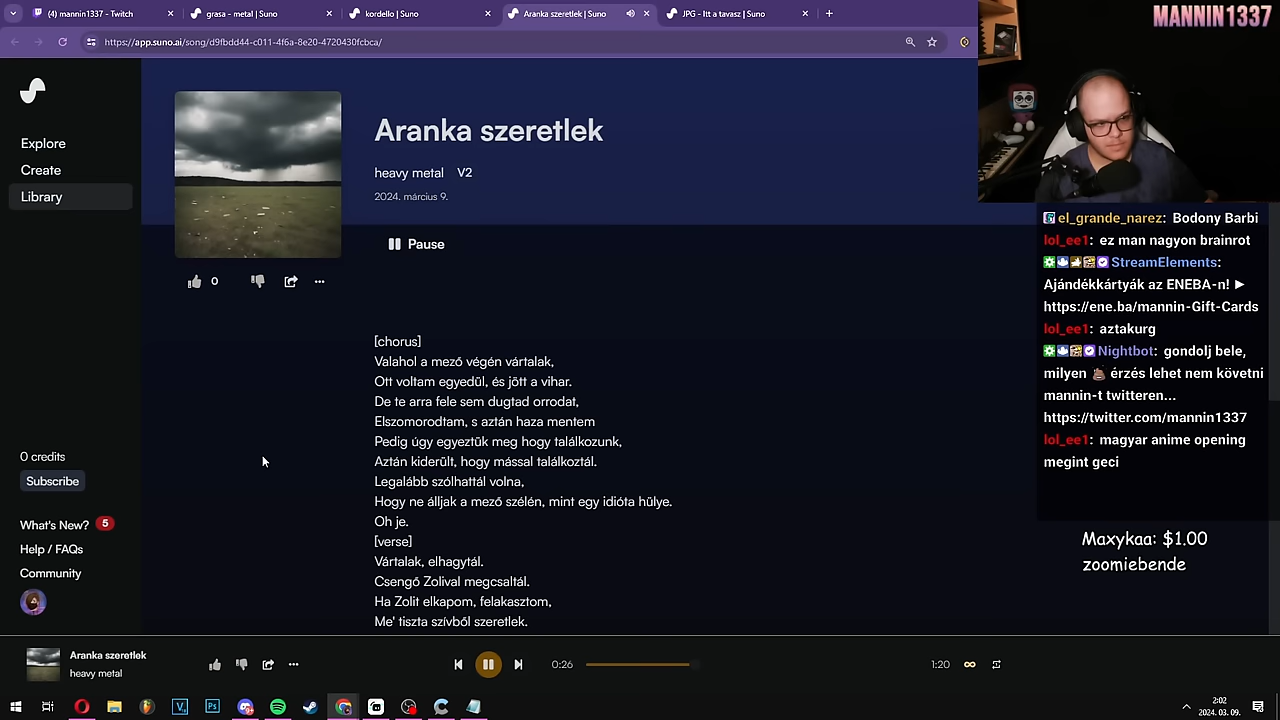 (4) mannin1337 - Twitch
grasa - metal | Suno
kordello | Suno
Aranka szeretlek | Suno
JPG - Itt a tavasz | Suno
https://app.suno.ai/song/d9fbdd44-c011-4f6a-8e20-4720430fcbca/
MANNIN1337
Explore
Create
Library
0 credits
Subscribe
What's New? 5
Help / FAQs
Community
Aranka szeretlek
heavy metal V2
2024. március 9.
Pause
0
[chorus]
Valahol a mező végén vártalak,
Ott voltam egyedül, és jött a vihar.
De te arra fele sem dugtad orrodat,
Elszomorodtam, s aztán haza mentem
Pedig úgy egyeztük meg hogy találkozunk,
Aztán kiderült, hogy mással találkoztál.
Legalább szólhattál volna,
Hogy ne álljak a mező szélén, mint egy idióta hülye.
Oh je.
[verse]
Vártalak, elhagytál.
Csengő Zolival megcsaltál.
Ha Zolit elkapom, felakasztom,
Me' tiszta szívből szeretlek.
el_grande_narez: Bodony Barbi
lol_ee1: ez man nagyon brainrot
StreamElements:
Ajándékkártyák az ENEBA-n! ►
https://ene.ba/mannin-Gift-Cards
lol_ee1: aztakurg
Nightbot: gondolj bele,
milyen 💩 érzés lehet nem követni
mannin-t twitteren...
https://twitter.com/mannin1337
lol_ee1: magyar anime opening
megint geci
Maxykaa: $1.00
zoomiebende
Aranka szeretlek
heavy metal
0:26
1:20
2:02
2024. 03. 09.